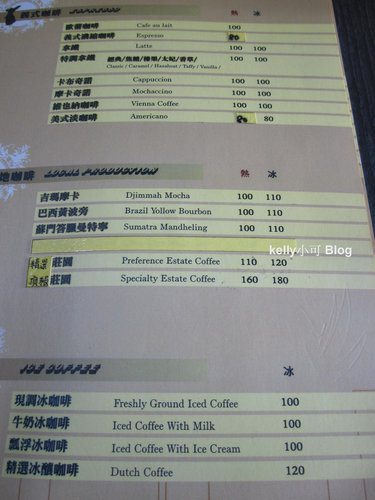 義式咖啡 熱 冰
歐蕾咖啡 Cafe au lait 100
義式濃縮咖啡 Espresso 80
拿鐵 Latte 100 100
特調拿鐵 經典/焦糖/榛果/太妃/香草/ 100 100
Classic / Caramel / Hazalnut / Taffy / Vanilla /
卡布奇諾 Cappuccion 100 100
摩卡奇諾 Mochaccino 100 100
維也納咖啡 Vienna Coffee 100 100
美式淡咖啡 Americano 80 80
地咖啡 LOCAL PRODUCTION 熱 冰
吉瑪摩卡 Djimmah Mocha 100 110
巴西黃波旁 Brazil Yollow Bourbon 100 110
蘇門答臘曼特寧 Sumatra Mandheling 100 110
kelly小可 Blog
精選 莊園 Preference Estate Coffee 110 120
頂級 莊園 Specialty Estate Coffee 160 180
ICE COFFEE 冰
現調冰咖啡 Freshly Ground Iced Coffee 100
牛奶冰咖啡 Iced Coffee With Milk 100
飄浮冰咖啡 Iced Coffee With Ice Cream 100
精選冰釀咖啡 Dutch Coffee 120